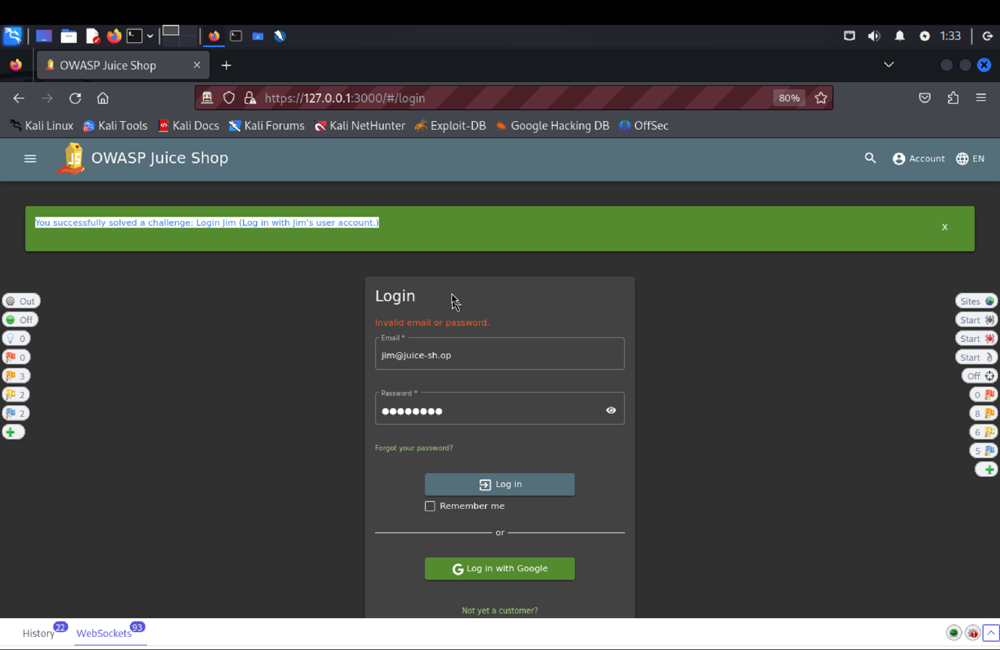 1:33
OWASP Juice Shop
https://127.0.0.1:3000/#/login
80%
Kali Linux Kali Tools Kali Docs Kali Forums Kali NetHunter Exploit-DB Google Hacking DB OffSec
OWASP Juice Shop
Account EN
You successfully solved a challenge: Login Jim (Log in with Jim's user account.)
X
Login
Invalid email or password.
Email *
jim@juice-sh.op
Password *
Forgot your password?
Log in
Remember me
or
Log in with Google
Not yet a customer?
Out
Off
0
0
3
2
2
Sites
Start
Start
Start
Off
0
8
6
5
History 22 WebSockets 93